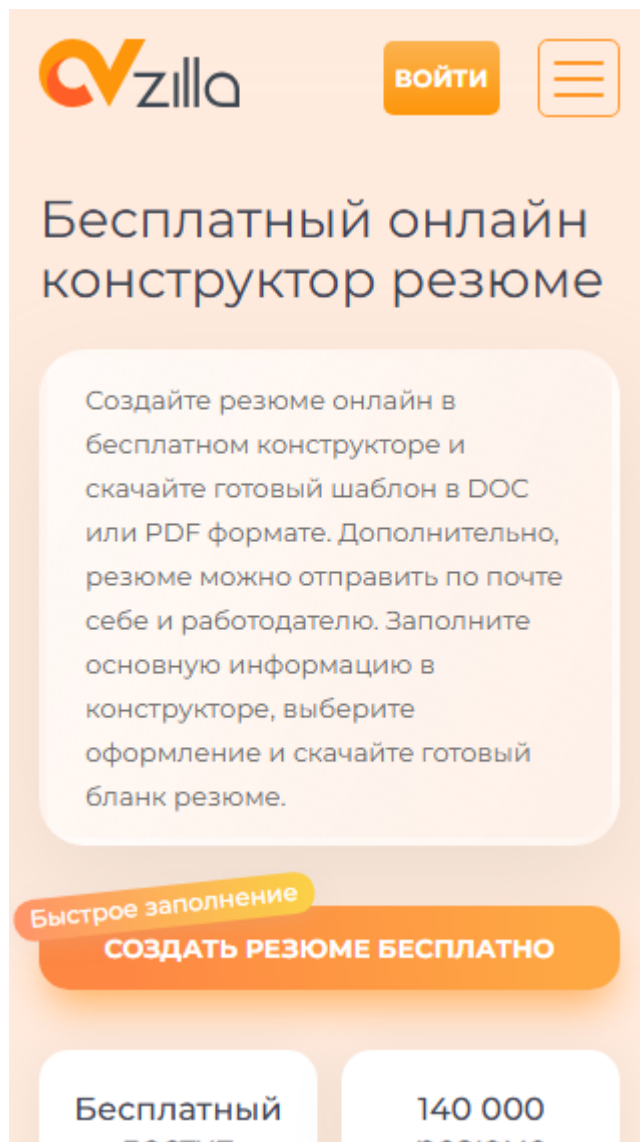 CVzilla
ВОЙТИ
Бесплатный онлайн
конструктор резюме
Создайте резюме онлайн в
бесплатном конструкторе и
скачайте готовый шаблон в DOC
или PDF формате. Дополнительно,
резюме можно отправить по почте
себе и работодателю. Заполните
основную информацию в
конструкторе, выберите
оформление и скачайте готовый
бланк резюме.
Быстрое заполнение
СОЗДАТЬ РЕЗЮМЕ БЕСПЛАТНО
Бесплатный
140 000